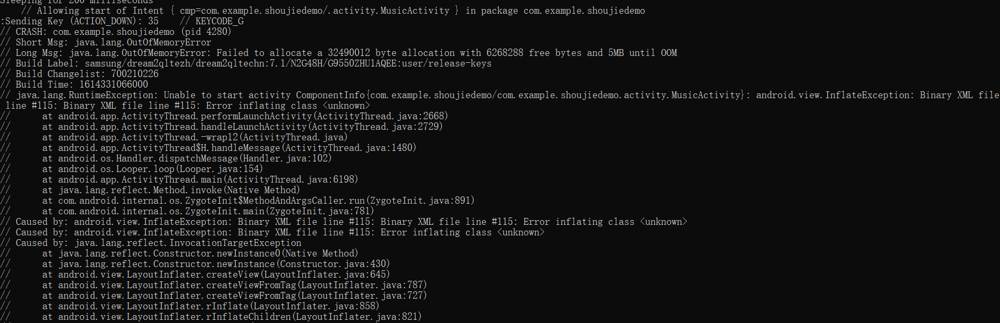 Sleeping for 200 milliseconds
// Allowing start of Intent { cmp=com.example.shoujiedemo/.activity.MusicActivity } in package com.example.shoujiedemo
:Sending Key (ACTION_DOWN): 35    // KEYCODE_G
// CRASH: com.example.shoujiedemo (pid 4280)
// Short Msg: java.lang.OutOfMemoryError
// Long Msg: java.lang.OutOfMemoryError: Failed to allocate a 32490012 byte allocation with 6268288 free bytes and 5MB until OOM
// Build Label: samsung/dream2qltezh/dream2qltechn:7.1/N2G48H/G9550ZHU1AQEE:user/release-keys
// Build Changelist: 700210226
// Build Time: 1614331066000
// java.lang.RuntimeException: Unable to start activity ComponentInfo{com.example.shoujiedemo/com.example.shoujiedemo.activity.MusicActivity}: android.view.InflateException: Binary XML file
line #115: Binary XML file line #115: Error inflating class <unknown>
//      at android.app.ActivityThread.performLaunchActivity(ActivityThread.java:2668)
//      at android.app.ActivityThread.handleLaunchActivity(ActivityThread.java:2729)
//      at android.app.ActivityThread.-wrap12(ActivityThread.java)
//      at android.app.ActivityThread$H.handleMessage(ActivityThread.java:1480)
//      at android.os.Handler.dispatchMessage(Handler.java:102)
//      at android.os.Looper.loop(Looper.java:154)
//      at android.app.ActivityThread.main(ActivityThread.java:6198)
//      at java.lang.reflect.Method.invoke(Native Method)
//      at com.android.internal.os.ZygoteInit$MethodAndArgsCaller.run(ZygoteInit.java:891)
//      at com.android.internal.os.ZygoteInit.main(ZygoteInit.java:781)
// Caused by: android.view.InflateException: Binary XML file line #115: Binary XML file line #115: Error inflating class <unknown>
// Caused by: android.view.InflateException: Binary XML file line #115: Error inflating class <unknown>
// Caused by: java.lang.reflect.InvocationTargetException
//      at java.lang.reflect.Constructor.newInstance0(Native Method)
//      at java.lang.reflect.Constructor.newInstance(Constructor.java:430)
//      at android.view.LayoutInflater.createView(LayoutInflater.java:645)
//      at android.view.LayoutInflater.createViewFromTag(LayoutInflater.java:787)
//      at android.view.LayoutInflater.createViewFromTag(LayoutInflater.java:727)
//      at android.view.LayoutInflater.rInflate(LayoutInflater.java:858)
//      at android.view.LayoutInflater.rInflateChildren(LayoutInflater.java:821)